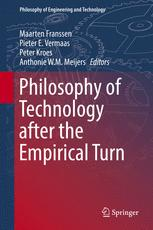 Philosophy of Engineering and Technology
Maarten Franssen
Pieter E. Vermaas
Peter Kroes
Anthonie W.M. Meijers Editors
Philosophy of
Technology
after the
Empirical Turn
Springer